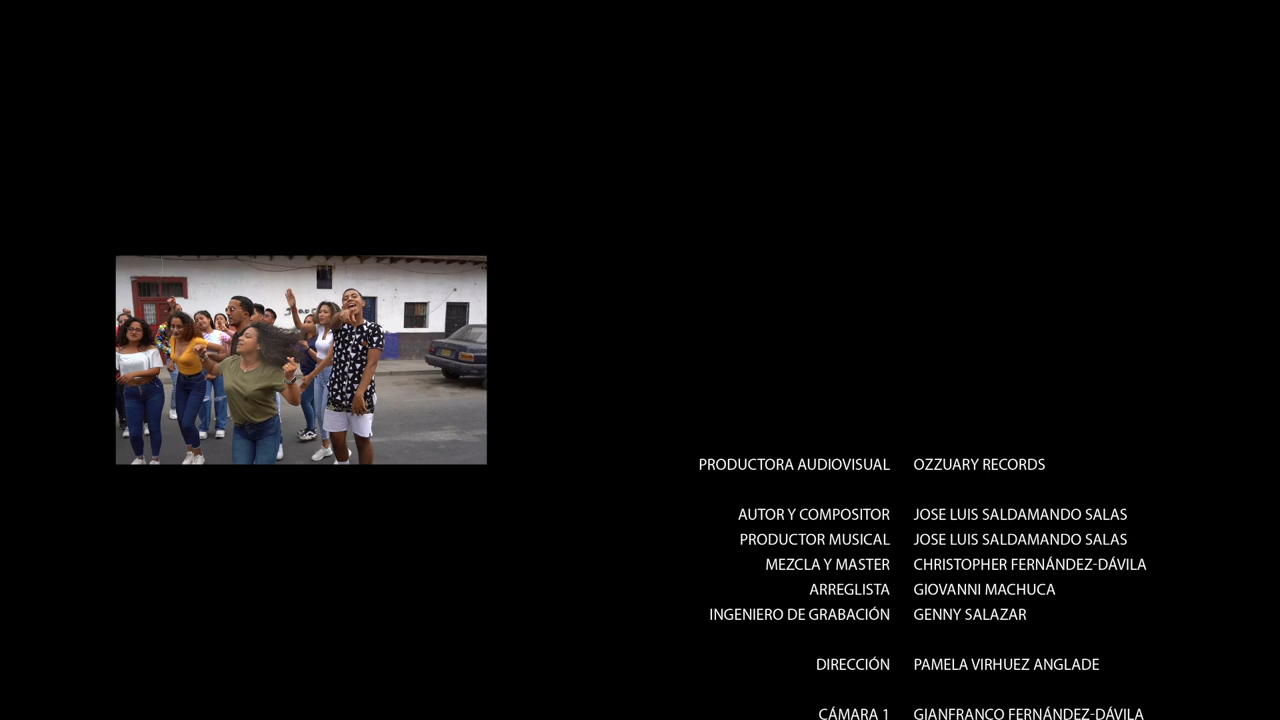 PRODUCTORA AUDIOVISUAL OZZUARY RECORDS
AUTOR Y COMPOSITOR JOSE LUIS SALDAMANDO SALAS
PRODUCTOR MUSICAL JOSE LUIS SALDAMANDO SALAS
MEZCLA Y MASTER CHRISTOPHER FERNÁNDEZ-DÁVILA
ARREGLISTA GIOVANNI MACHUCA
INGENIERO DE GRABACIÓN GENNY SALAZAR
DIRECCIÓN PAMELA VIRHUEZ ANGLADE
CÁMARA 1 GIANFRANCO FERNÁNDEZ-DÁVILA